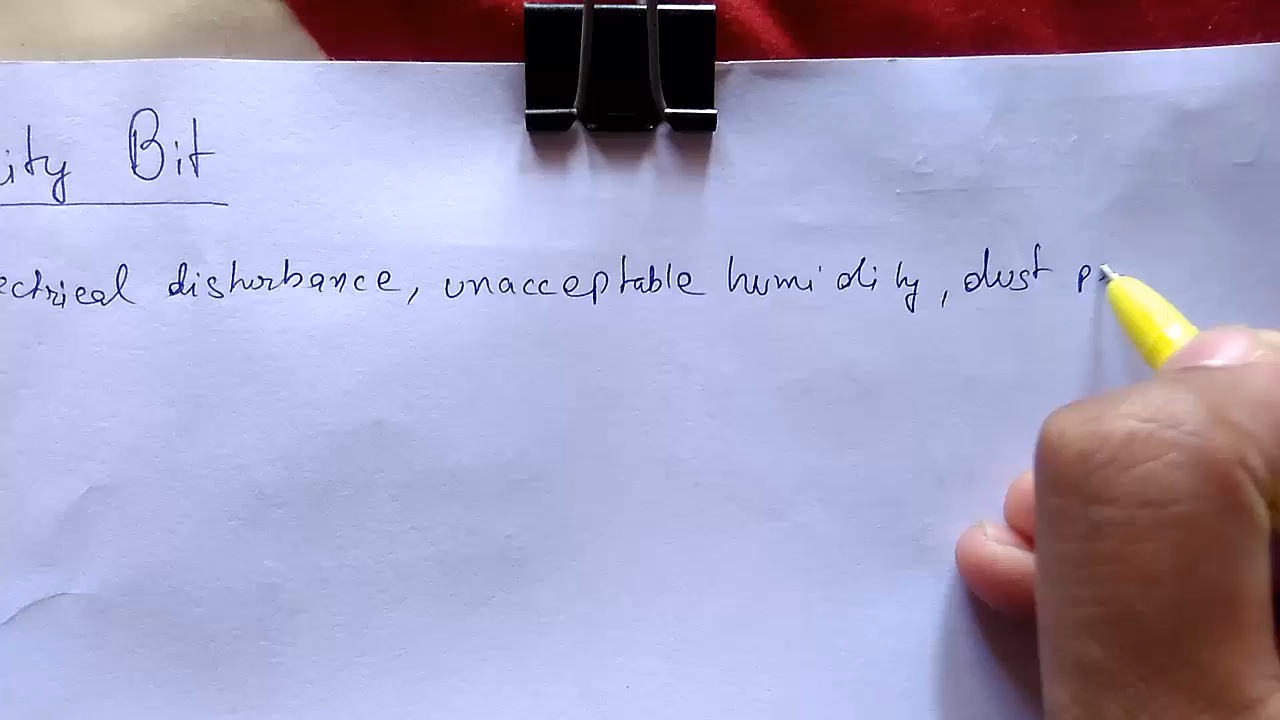 ity Bit
ectrical disturbance, unacceptable humidity, dust